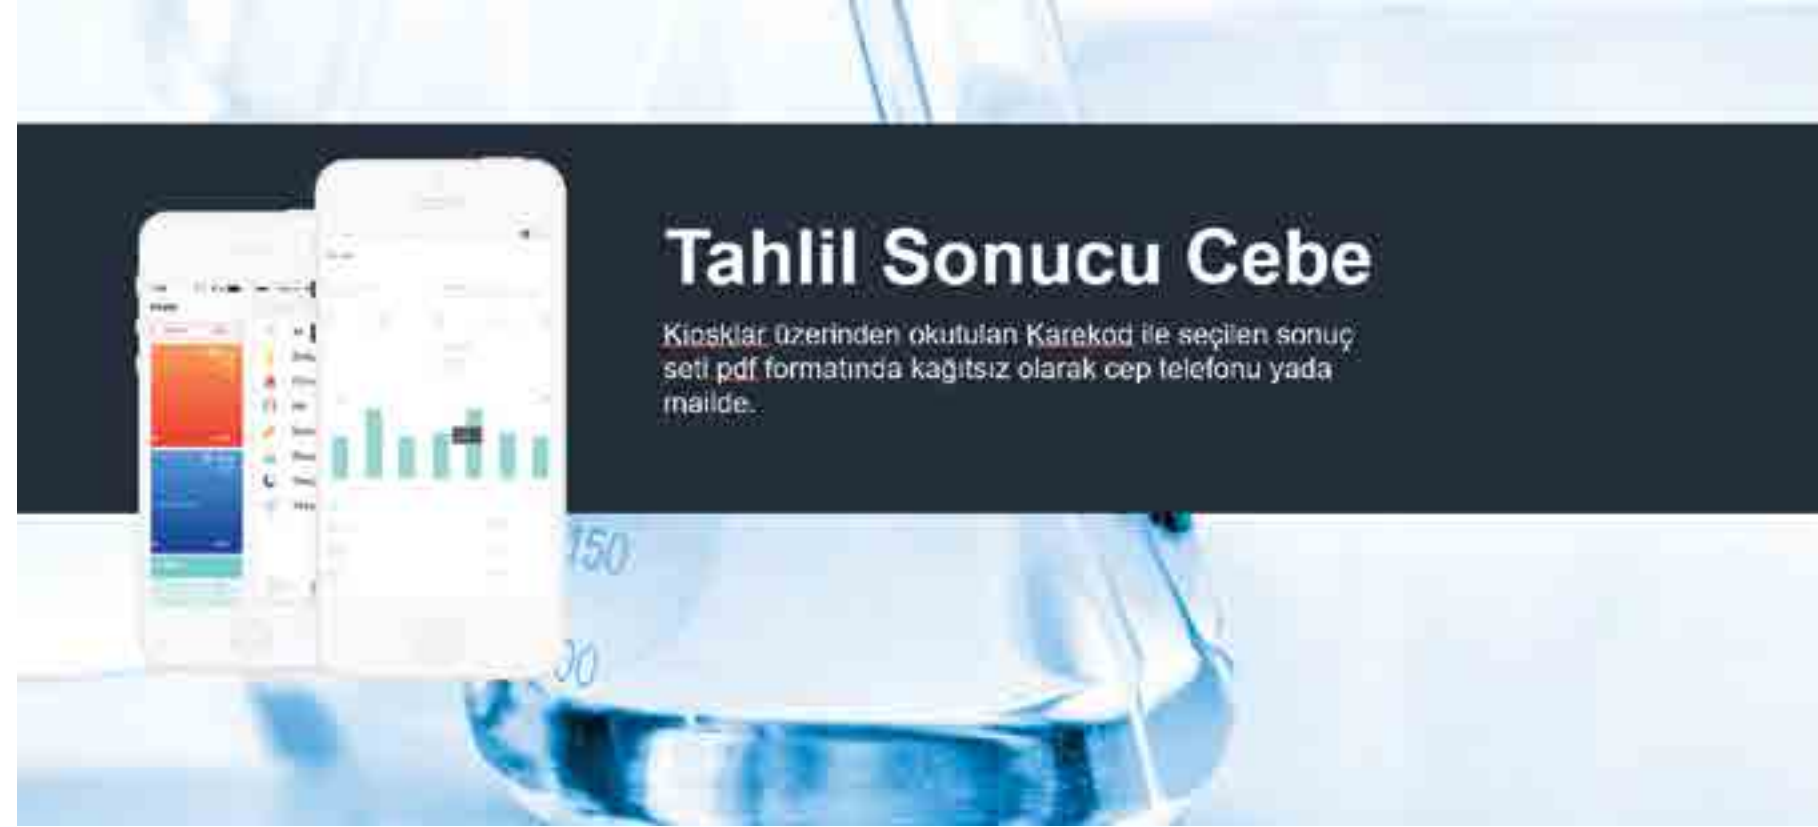 Tahlil Sonucu Cebe
Kiosklar üzerinden okutulan Karekod ile seçilen sonuç
seti pdf formatında kağıtsız olarak cep telefonu yada
mailde.
150